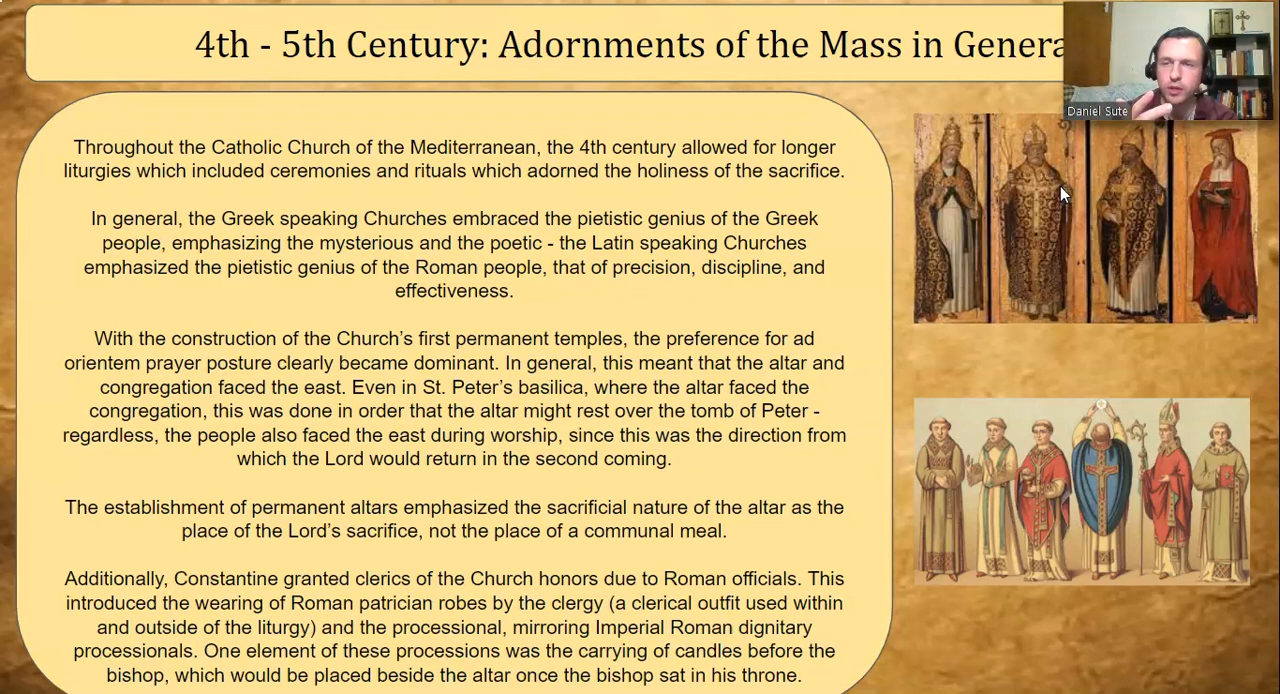 4th - 5th Century: Adornments of the Mass in Genera
Daniel Sute
Throughout the Catholic Church of the Mediterranean, the 4th century allowed for longer
liturgies which included ceremonies and rituals which adorned the holiness of the sacrifice.
In general, the Greek speaking Churches embraced the pietistic genius of the Greek
people, emphasizing the mysterious and the poetic - the Latin speaking Churches
emphasized the pietistic genius of the Roman people, that of precision, discipline, and
effectiveness.
With the construction of the Church's first permanent temples, the preference for ad
orientem prayer posture clearly became dominant. In general, this meant that the altar and
congregation faced the east. Even in St. Peter's basilica, where the altar faced the
congregation, this was done in order that the altar might rest over the tomb of Peter -
regardless, the people also faced the east during worship, since this was the direction from
which the Lord would return in the second coming.
The establishment of permanent altars emphasized the sacrificial nature of the altar as the
place of the Lord's sacrifice, not the place of a communal meal.
Additionally, Constantine granted clerics of the Church honors due to Roman officials. This
introduced the wearing of Roman patrician robes by the clergy (a clerical outfit used within
and outside of the liturgy) and the processional, mirroring Imperial Roman dignitary
processionals. One element of these processions was the carrying of candles before the
bishop, which would be placed beside the altar once the bishop sat in his throne.